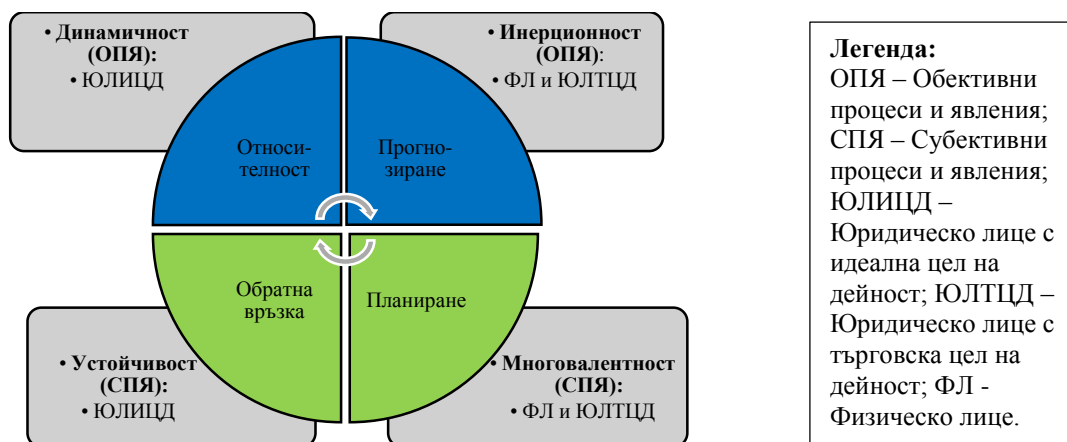 • Динамичност
(ОПЯ):
• ЮЛИЦД
• Инерционност
(ОПЯ):
• ФЛ и ЮЛТЦД
Относи-
телност
Прогно-
зиране
Обратна
връзка
Планиране
• Устойчивост
(СПЯ):
• ЮЛИЦД
• Многовалентност
(СПЯ):
• ФЛ и ЮЛТЦД
Легенда:
ОПЯ – Обективни
процеси и явления;
СПЯ – Субективни
процеси и явления;
ЮЛИЦД –
Юридическо лице с
идеална цел на
дейност; ЮЛТЦД –
Юридическо лице с
търговска цел на
дейност; ФЛ -
Физическо лице.